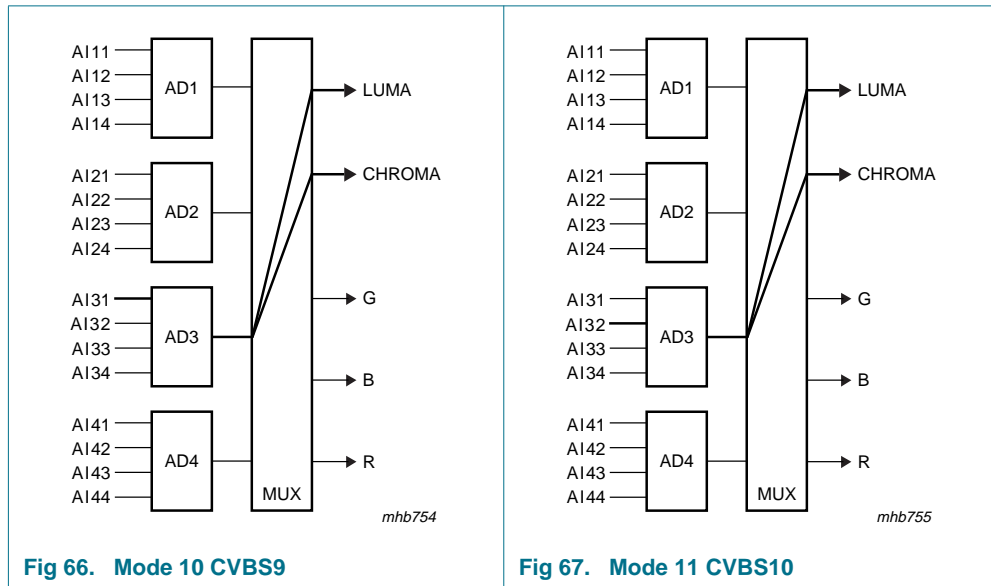 AI11
AI12
AI13
AI14
AD1
LUMA
CHROMA
AI21
AI22
AI23
AI24
AD2
AI31
AI32
AI33
AI34
AD3
G
B
AI41
AI42
AI43
AI44
AD4
R
MUX
mhb754
Fig 66. Mode 10 CVBS9
AI11
AI12
AI13
AI14
AD1
LUMA
CHROMA
AI21
AI22
AI23
AI24
AD2
AI31
AI32
AI33
AI34
AD3
G
B
AI41
AI42
AI43
AI44
AD4
R
MUX
mhb755
Fig 67. Mode 11 CVBS10